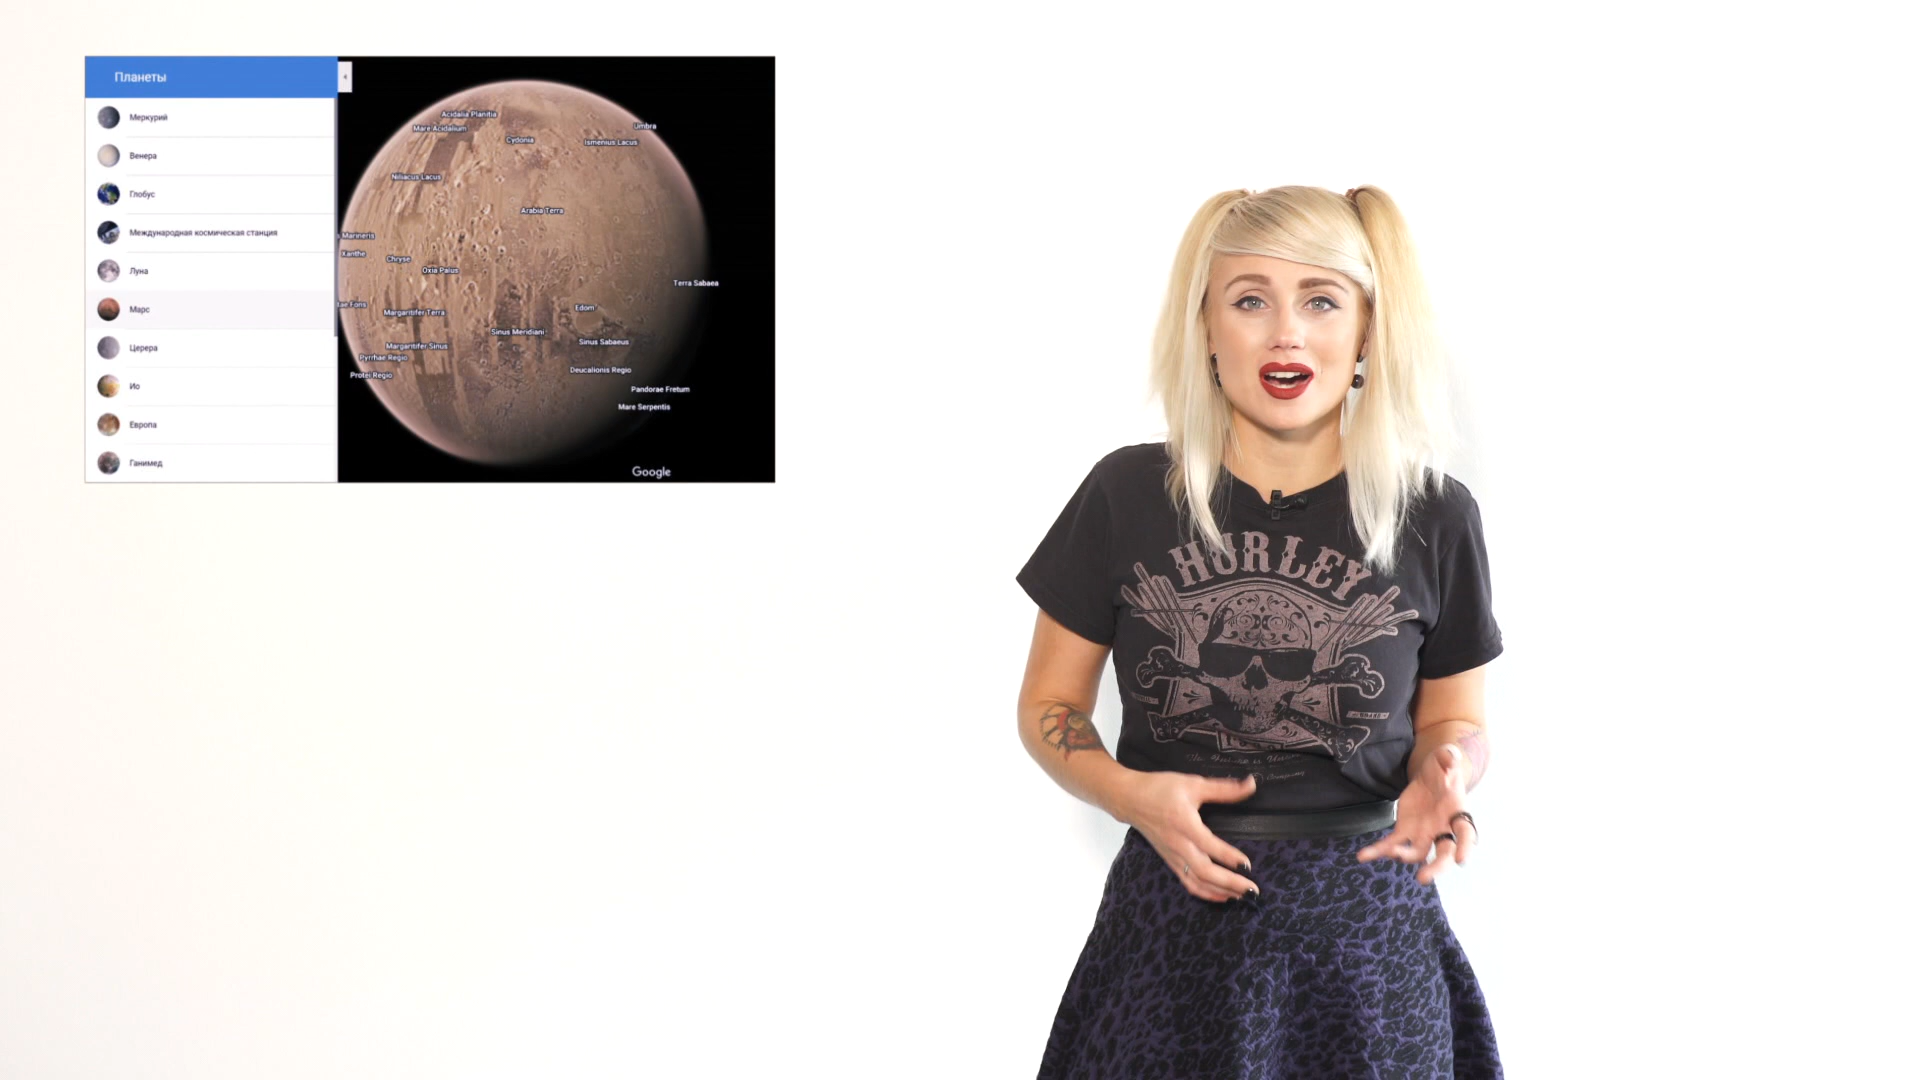 Планеты
Меркурий
Венера
Глобус
Международная космическая станция
Луна
Марс
Церера
Ио
Европа
Ганимед
Acidalia Planitia
Mare Acidalium
Umbra
Cydonia
Ismenius Lacus
Niliacus Lacus
Arabia Terra
Marineris
Xanthe
Chryse
Oxia Palus
Terra Sabaea
Edom
Margaritifer Terra
Sinus Meridiani
Sinus Sabaeus
Margaritifer Sinus
Pyrrhae Regio
Deucalionis Regio
Protei Regio
Pandorae Fretum
Mare Serpentis
Google
HURLEY